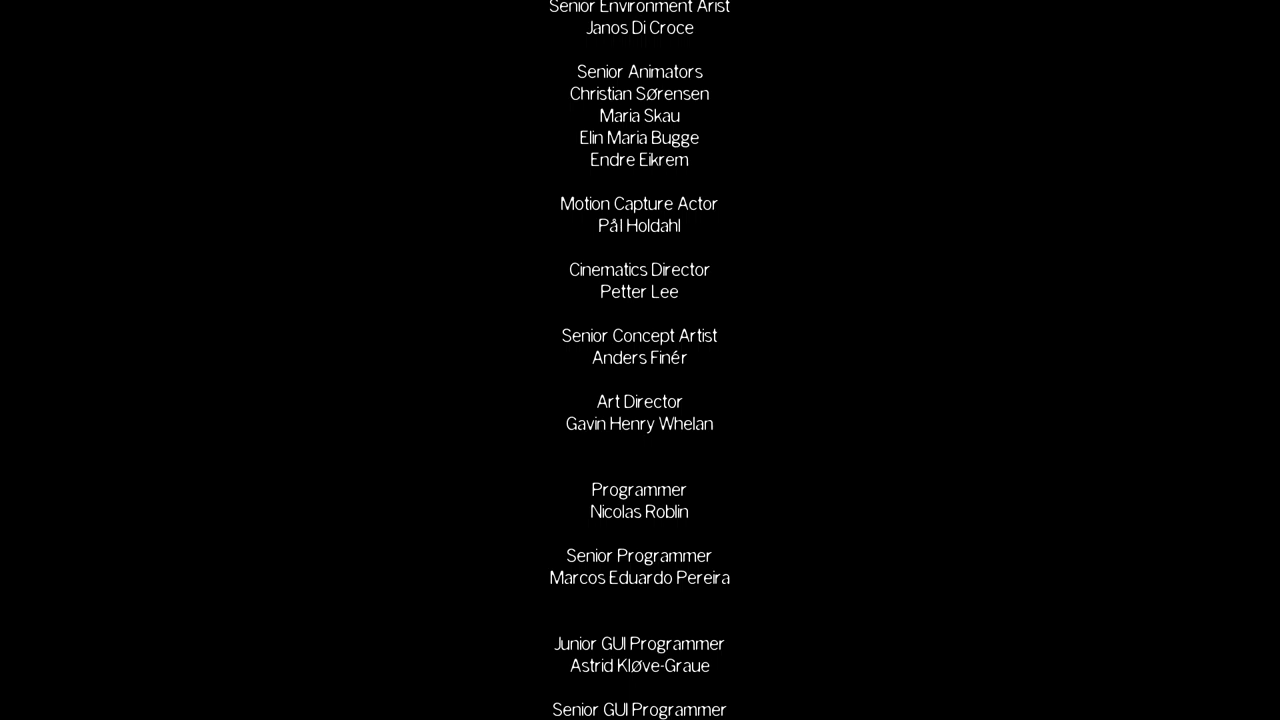 Senior Environment Arist
Janos Di Croce
Senior Animators
Christian Sørensen
Maria Skau
Elin Maria Bugge
Endre Eikrem
Motion Capture Actor
Pål Holdahl
Cinematics Director
Petter Lee
Senior Concept Artist
Anders Finér
Art Director
Gavin Henry Whelan
Programmer
Nicolas Roblin
Senior Programmer
Marcos Eduardo Pereira
Junior GUI Programmer
Astrid Kløve-Graue
Senior GUI Programmer